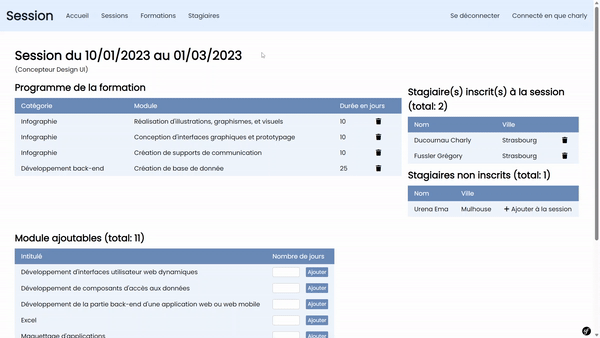 Session Accueil Sessions Formations Stagiaires Se déconnecter Connecté en que charly
Session du 10/01/2023 au 01/03/2023
(Concepteur Design UI)
Programme de la formation
Catégorie Module Durée en jours
Infographie Réalisation d'illustrations, graphismes, et visuels 10
Infographie Conception d'interfaces graphiques et prototypage 10
Infographie Création de supports de communication 10
Développement back-end Création de base de donnée 25
Stagiaire(s) inscrit(s) à la session
(total: 2)
Nom Ville
Ducournau Charly Strasbourg
Fussler Grégory Strasbourg
Stagiaires non inscrits (total: 1)
Nom Ville
Urena Ema Mulhouse + Ajouter à la session
Module ajoutables (total: 11)
Intitulé Nombre de jours
Développement d'interfaces utilisateur web dynamiques Ajouter
Développement de composants d'accès aux données Ajouter
Développement de la partie back-end d'une application web ou web mobile Ajouter
Excel Ajouter
Maquettage d'applications Ajouter